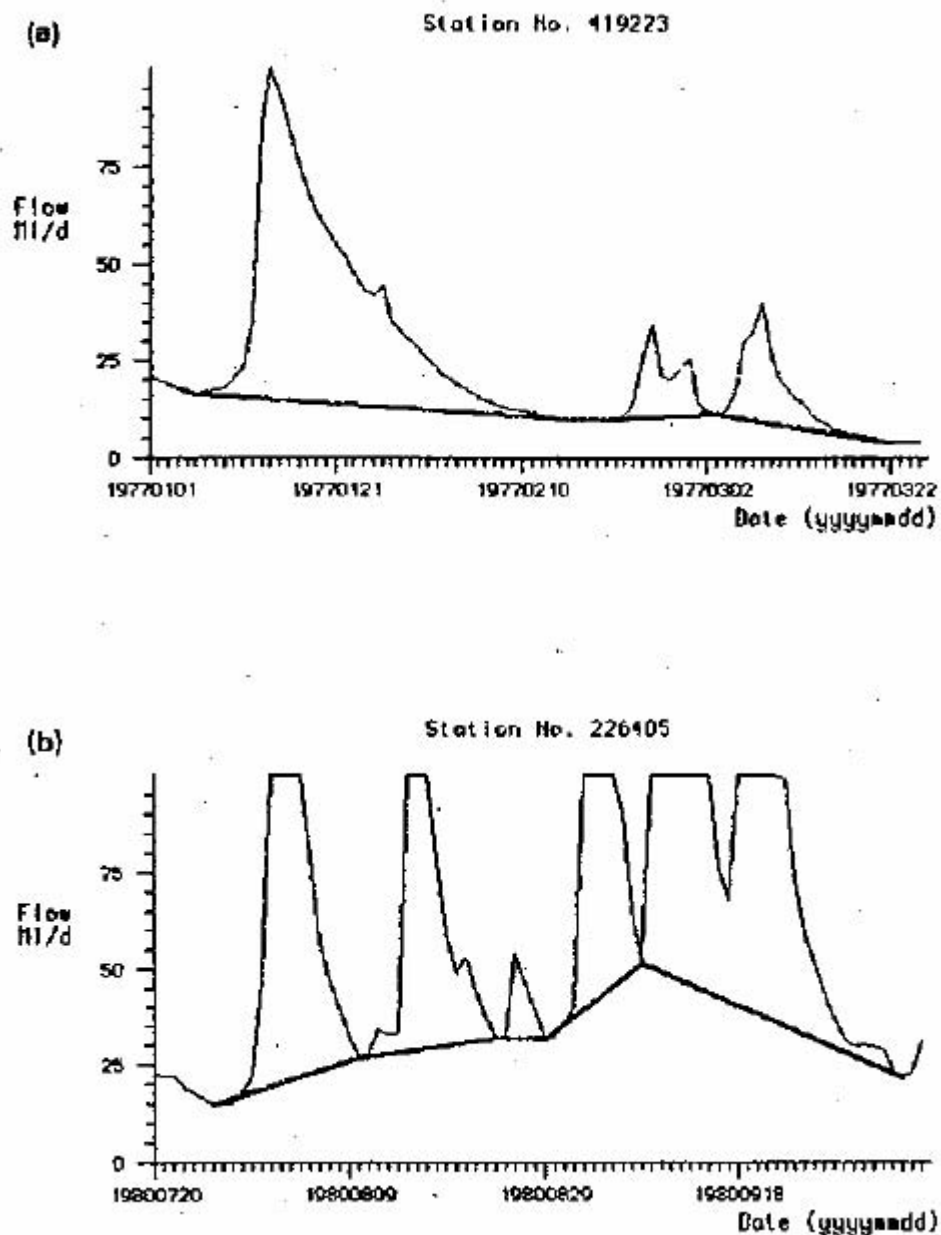 (a)
Station No. 419223
75
Flow
Ml/d
50
25
0
19770101 19770121 19770210 19770302 19770322
Date (yyyymmdd)
(b)
Station No. 226405
75
Flow
Ml/d
50
25
0
19800720 19800809 19800829 19800918
Date (yyyymmdd)